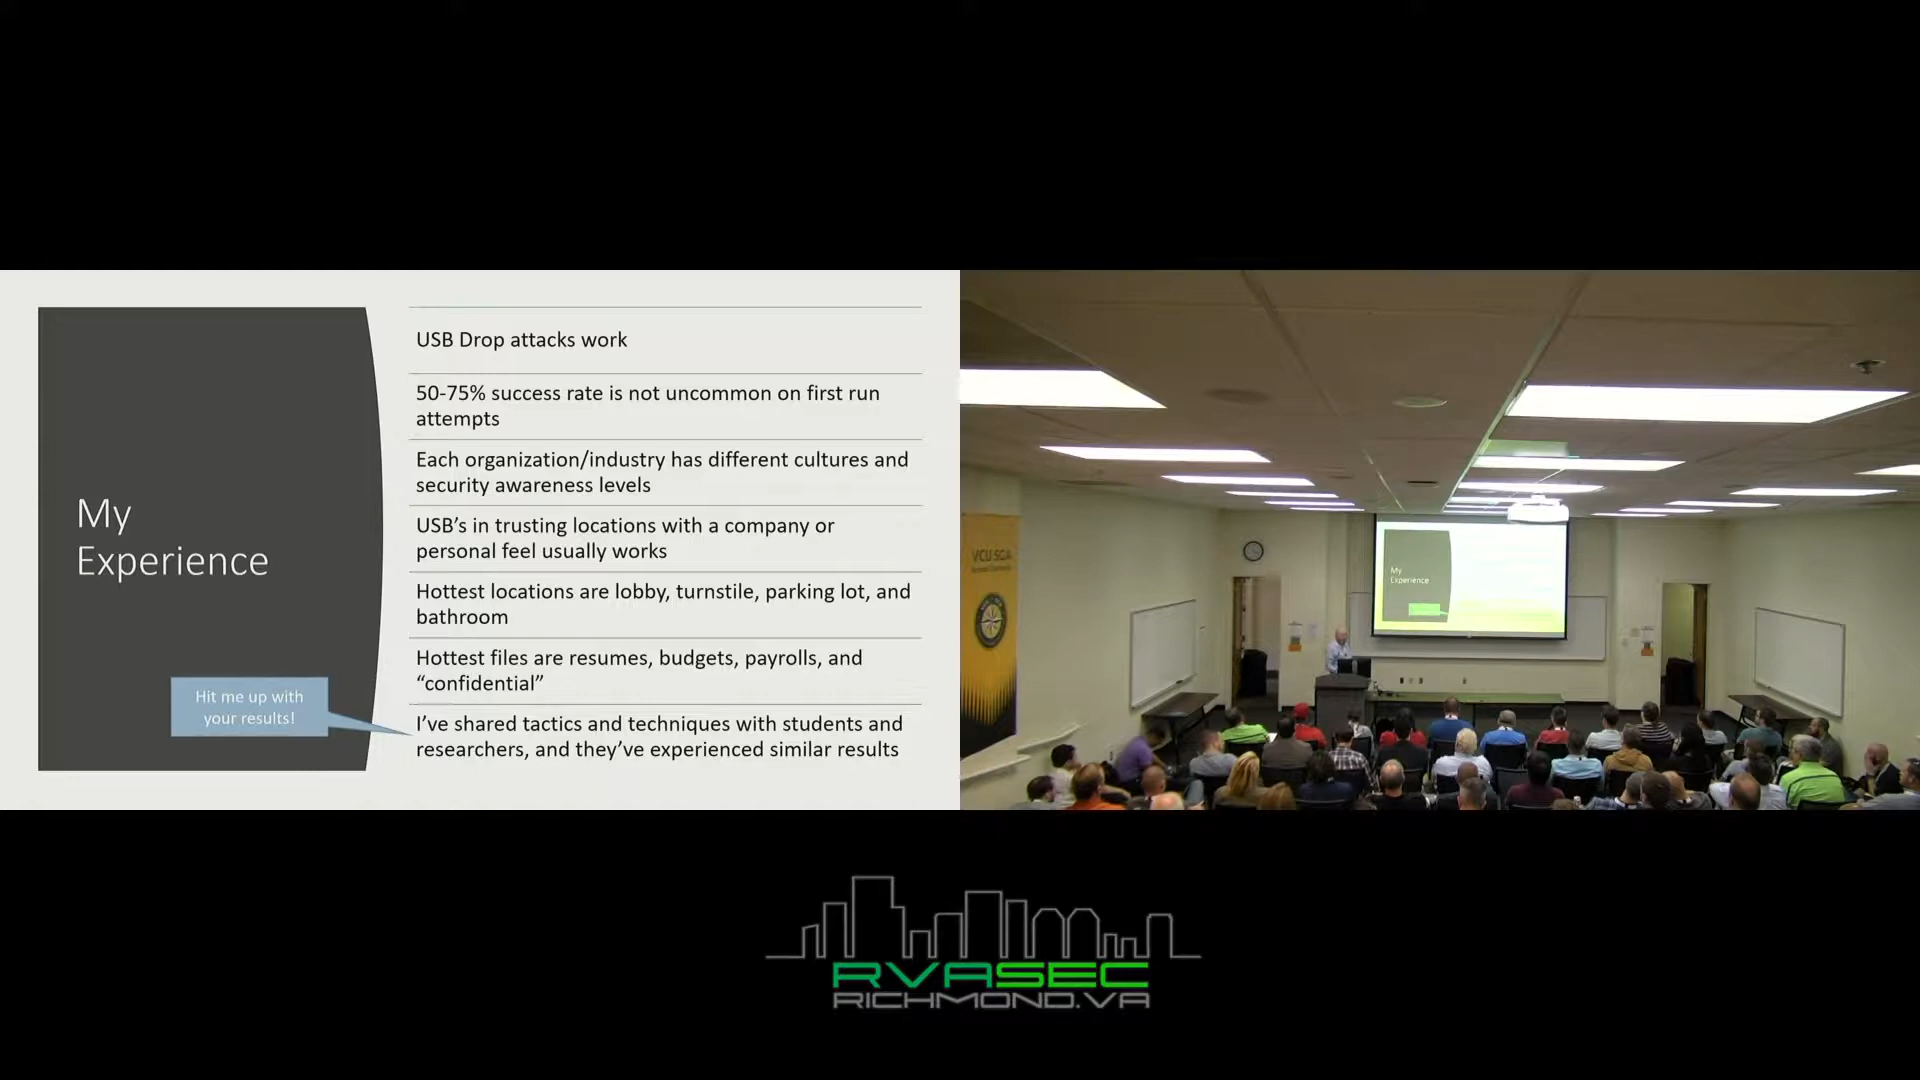 My
Experience
Hit me up with
your results!
USB Drop attacks work
50-75% success rate is not uncommon on first run
attempts
Each organization/industry has different cultures and
security awareness levels
USB's in trusting locations with a company or
personal feel usually works
Hottest locations are lobby, turnstile, parking lot, and
bathroom
Hottest files are resumes, budgets, payrolls, and
“confidential”
I've shared tactics and techniques with students and
researchers, and they've experienced similar results
VCU SGA
My
Experience
RVASEC
RICHMOND.VA